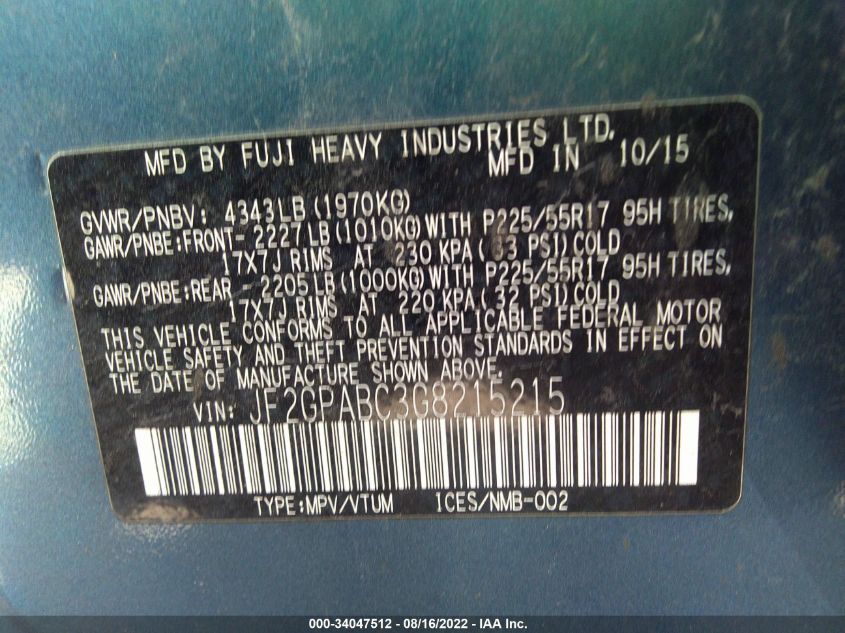 MFD BY FUJI HEAVY INDUSTRIES LTD.
MFD IN 10/15
GVWR/PNBV: 4343LB (1970KG)
GAWR/PNBE:FRONT- 2227LB (1010KG) WITH P225/55R17 95H TIRES,
17X7J RIMS AT 230 KPA (33 PSI) COLD
GAWR/PNBE:REAR - 2205LB (1000KG) WITH P225/55R17 95H TIRES,
17X7J RIMS AT 220 KPA (32 PSI) COLD
THIS VEHICLE CONFORMS TO ALL APPLICABLE FEDERAL MOTOR
VEHICLE SAFETY AND THEFT PREVENTION STANDARDS IN EFFECT ON
THE DATE OF MANUFACTURE SHOWN ABOVE.
VIN: JF2GPABC3G8215215
TYPE:MPV/VTUM ICES/NMB-002
000-34047512 - 08/16/2022 - IAA Inc.